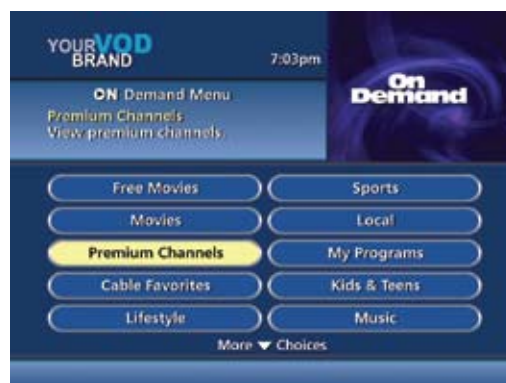 YOUR VOD
BRAND
7:03pm
On
Demand
ON Demand Menu
Premium Channels
View premium channels
Free Movies
Sports
Movies
Local
Premium Channels
My Programs
Cable Favorites
Kids & Teens
Lifestyle
Music
More Choices